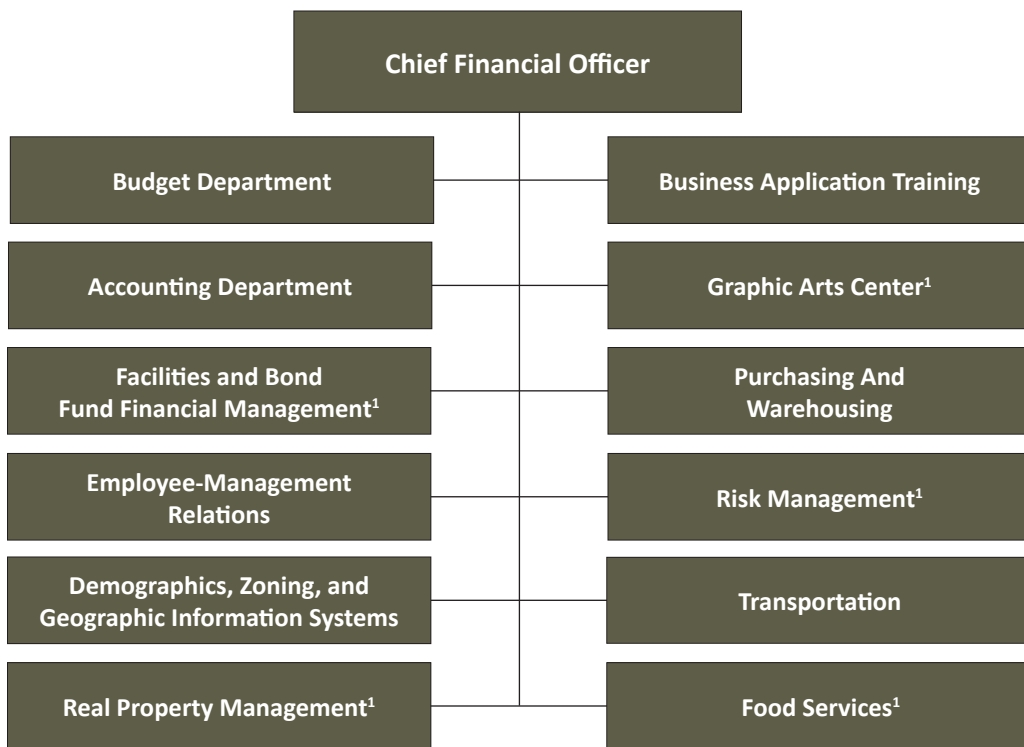 Chief Financial Officer
Budget Department
Business Application Training
Accounting Department
Graphic Arts Center¹
Facilities and Bond
Fund Financial Management¹
Purchasing And
Warehousing
Employee-Management
Relations
Risk Management¹
Demographics, Zoning, and
Geographic Information Systems
Transportation
Real Property Management¹
Food Services¹